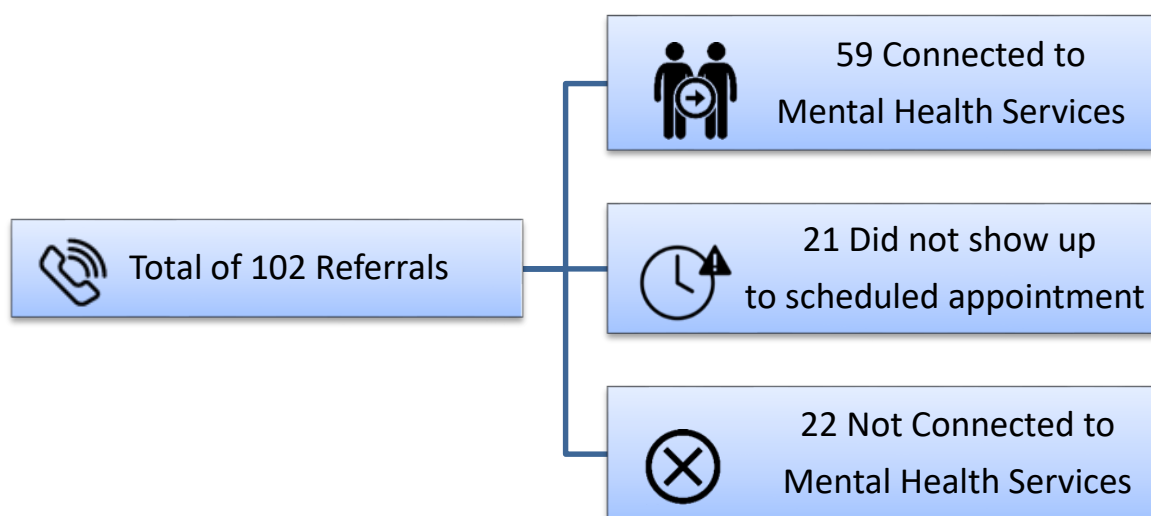 59 Connected to
Mental Health Services
Total of 102 Referrals
21 Did not show up
to scheduled appointment
22 Not Connected to
Mental Health Services